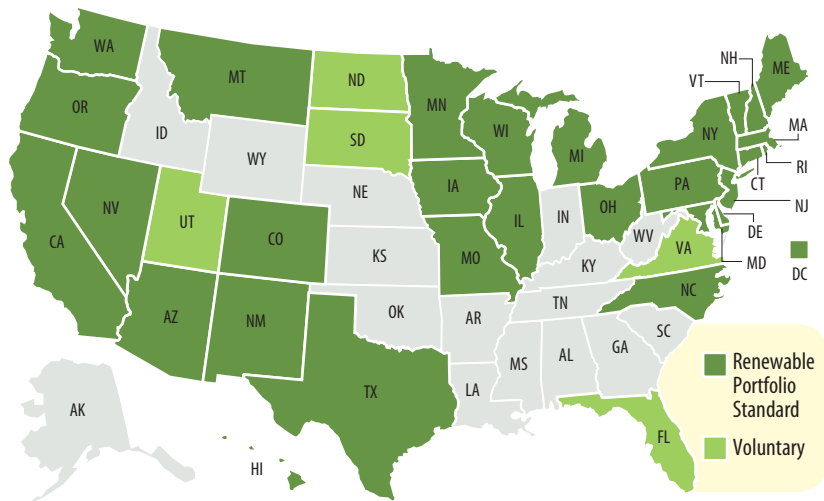 WA
MT
ND
MN
OR
ID
SD
WI
MI
NH
VT
ME
NY
MA
RI
CT
WY
NE
IA
PA
NJ
NV
UT
CO
IL
IN
OH
WV
VA
DE
MD
DC
CA
KS
MO
KY
NC
AZ
NM
OK
AR
TN
SC
TX
LA
MS
AL
GA
FL
AK
HI
Renewable
Portfolio
Standard
Voluntary